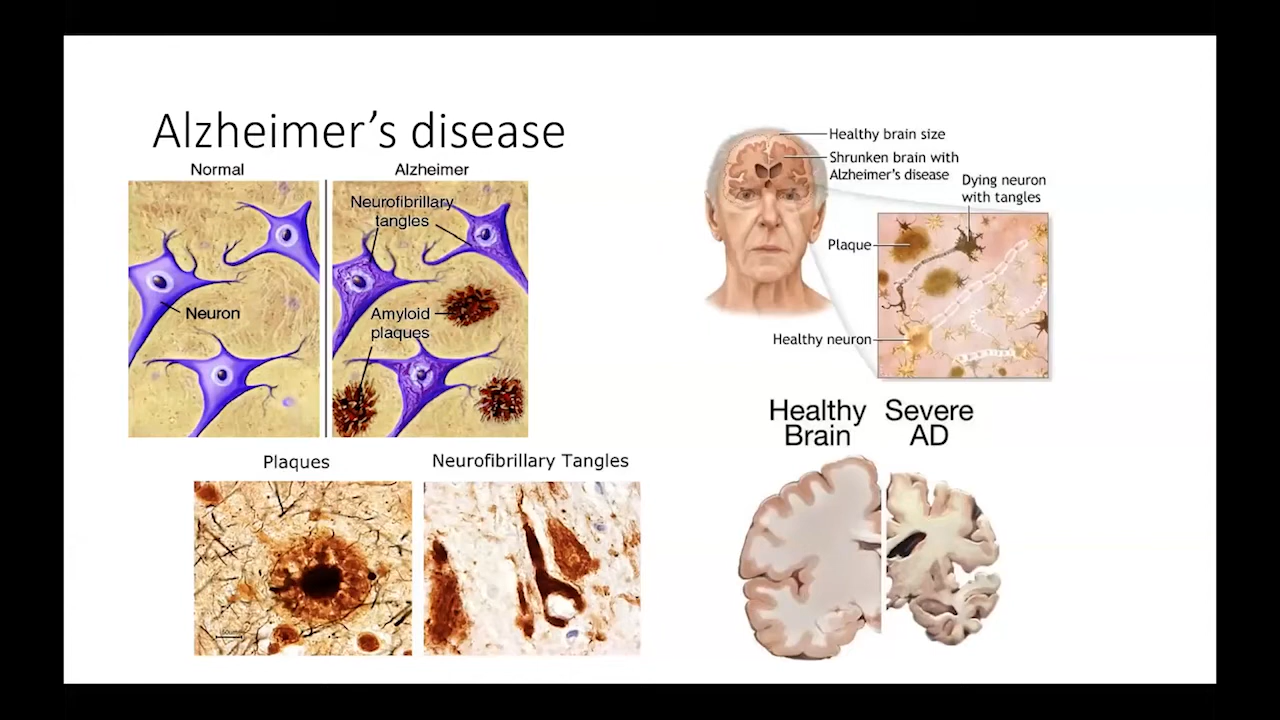 Alzheimer's disease
Normal
Alzheimer
Neurofibrillary
tangles
Neuron
Amyloid
plaques
Plaques
Neurofibrillary Tangles
Healthy brain size
Shrunken brain with
Alzheimer's disease
Dying neuron
with tangles
Plaque
Healthy neuron
Healthy
Brain
Severe
AD